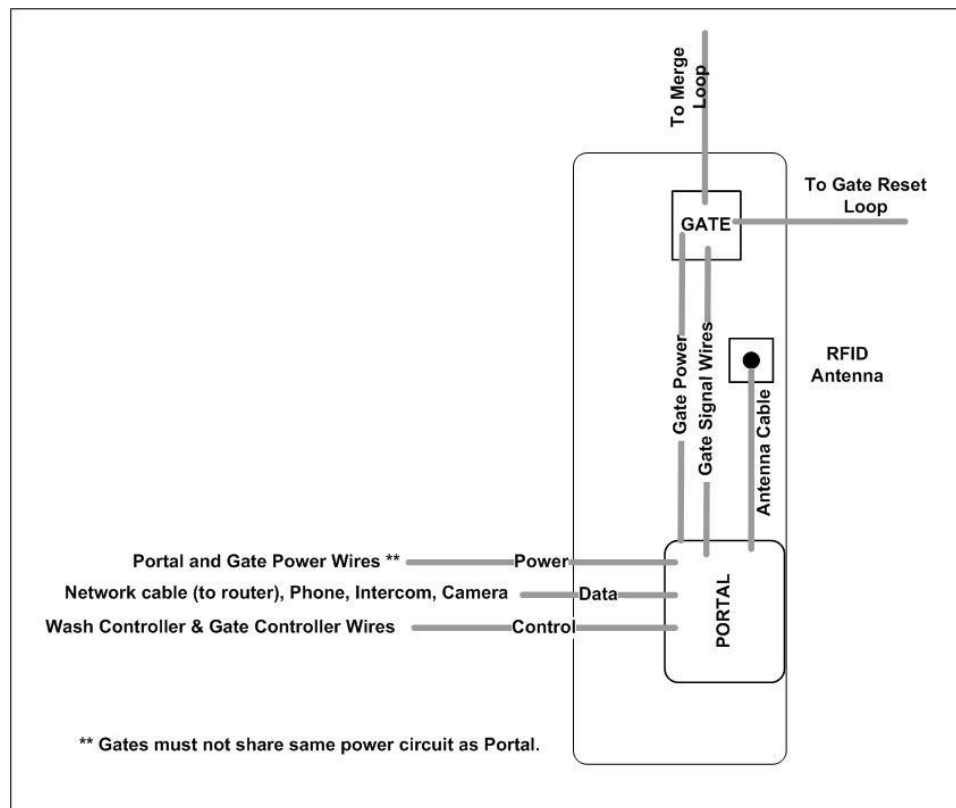 To Merge
Loop
To Gate Reset
Loop
GATE
Gate Power
Gate Signal Wires
RFID
Antenna
Antenna Cable
Portal and Gate Power Wires ** Power
Network cable (to router), Phone, Intercom, Camera Data
Wash Controller & Gate Controller Wires Control
PORTAL
** Gates must not share same power circuit as Portal.